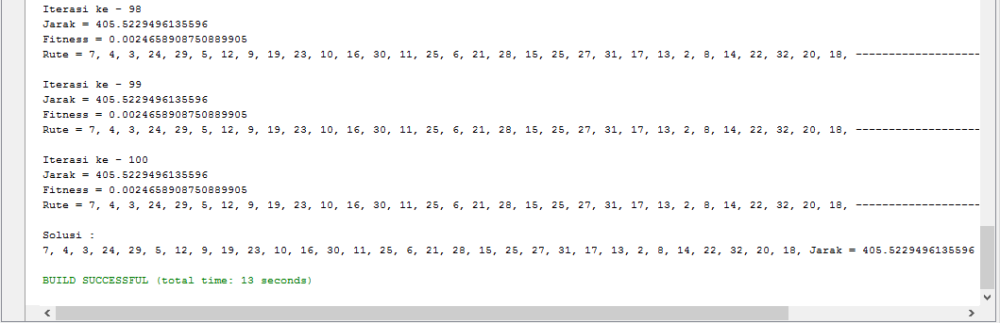 Iterasi ke - 98
Jarak = 405.5229496135596
Fitness = 0.0024658908750889905
Rute = 7, 4, 3, 24, 29, 5, 12, 9, 19, 23, 10, 16, 30, 11, 25, 6, 21, 28, 15, 25, 27, 31, 17, 13, 2, 8, 14, 22, 32, 20, 18, -------------------
Iterasi ke - 99
Jarak = 405.5229496135596
Fitness = 0.0024658908750889905
Rute = 7, 4, 3, 24, 29, 5, 12, 9, 19, 23, 10, 16, 30, 11, 25, 6, 21, 28, 15, 25, 27, 31, 17, 13, 2, 8, 14, 22, 32, 20, 18, -------------------
Iterasi ke - 100
Jarak = 405.5229496135596
Fitness = 0.0024658908750889905
Rute = 7, 4, 3, 24, 29, 5, 12, 9, 19, 23, 10, 16, 30, 11, 25, 6, 21, 28, 15, 25, 27, 31, 17, 13, 2, 8, 14, 22, 32, 20, 18, -------------------
Solusi :
7, 4, 3, 24, 29, 5, 12, 9, 19, 23, 10, 16, 30, 11, 25, 6, 21, 28, 15, 25, 27, 31, 17, 13, 2, 8, 14, 22, 32, 20, 18, Jarak = 405.5229496135596
BUILD SUCCESSFUL (total time: 13 seconds)